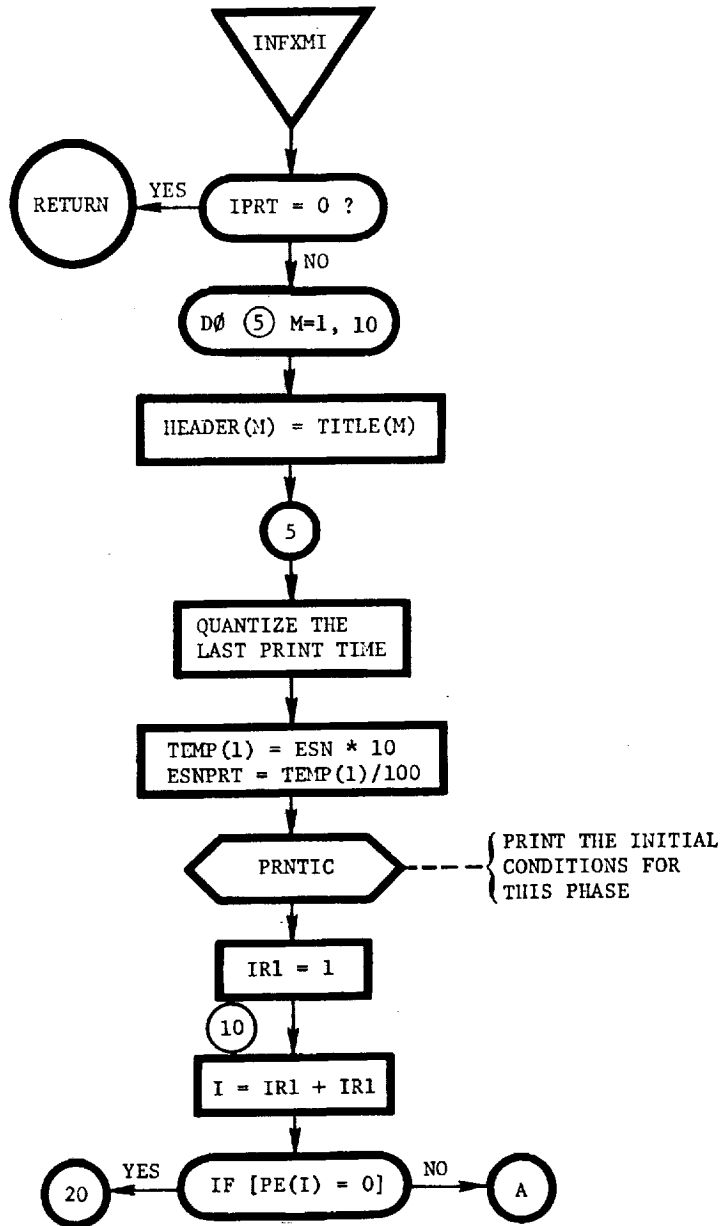 INFXMI
RETURN
YES
IPRT = 0 ?
NO
DØ 5 M=1, 10
HEADER(M) = TITLE(M)
5
QUANTIZE THE
LAST PRINT TIME
TEMP(1) = ESN * 10
ESNPRT = TEMP(1)/100
PRNTIC
PRINT THE INITIAL
CONDITIONS FOR
THIS PHASE
IR1 = 1
10
I = IR1 + IR1
20
YES
IF [PE(I) = 0]
NO
A